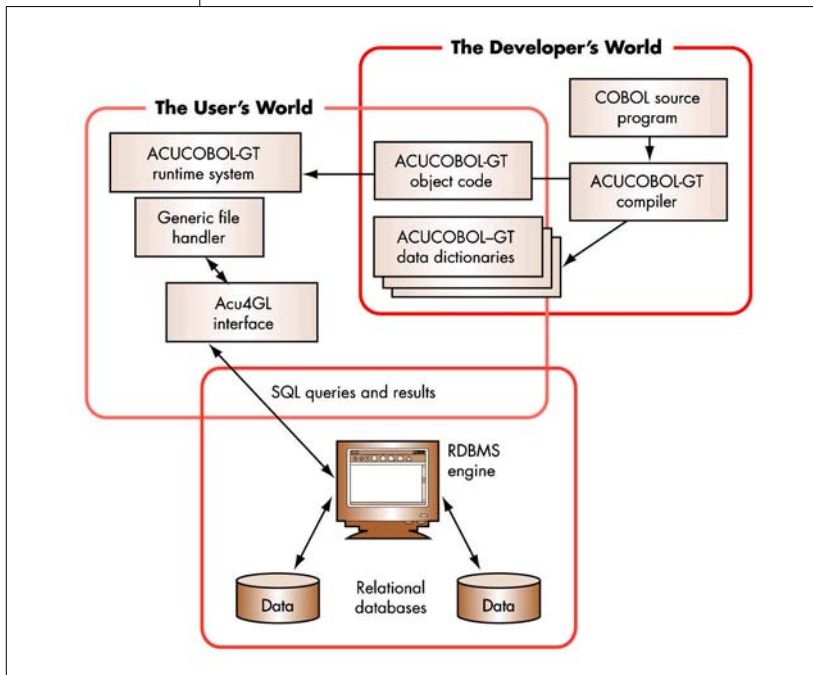 The Developer's World
COBOL source
program
The User's World
ACUCOBOL-GT
runtime system
ACUCOBOL-GT
object code
ACUCOBOL-GT
compiler
Generic file
handler
ACUCOBOL–GT
data dictionaries
Acu4GL
interface
SQL queries and results
RDBMS
engine
Relational
databases
Data
Data